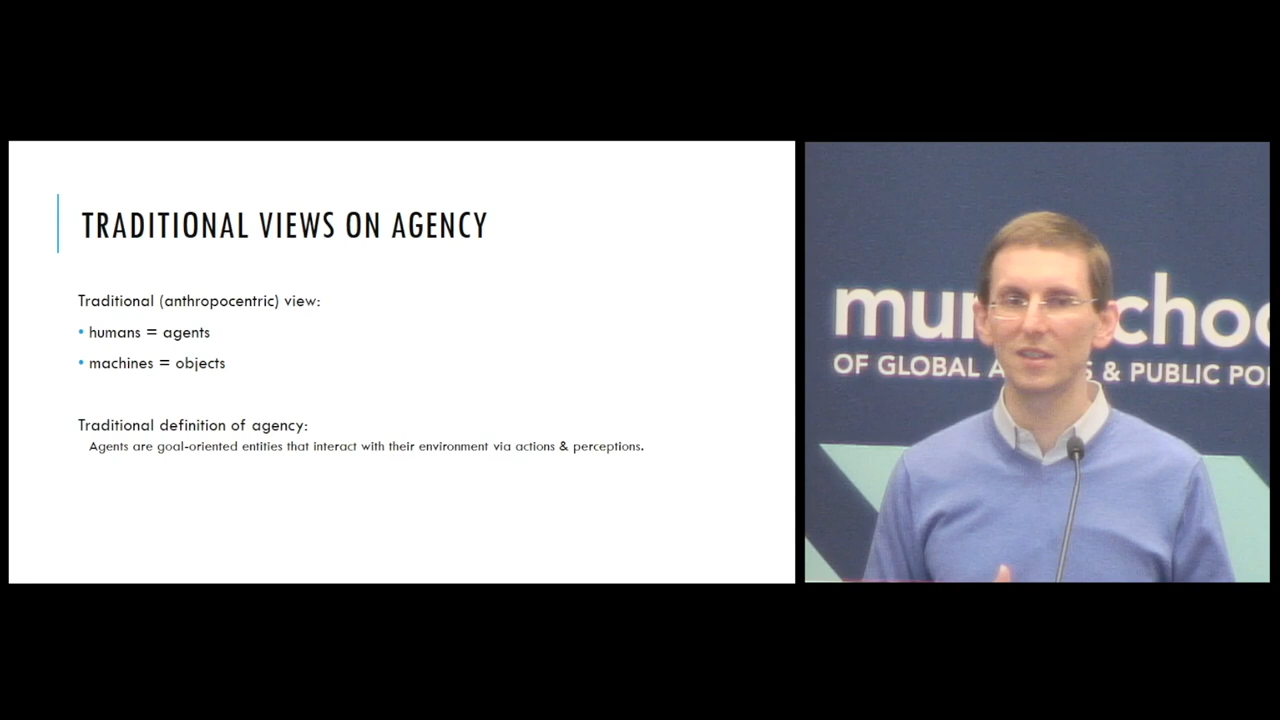 TRADITIONAL VIEWS ON AGENCY
Traditional (anthropocentric) view:
• humans = agents
• machines = objects
Traditional definition of agency:
Agents are goal-oriented entities that interact with their environment via actions & perceptions.
OF GLOBAL & PUBLIC